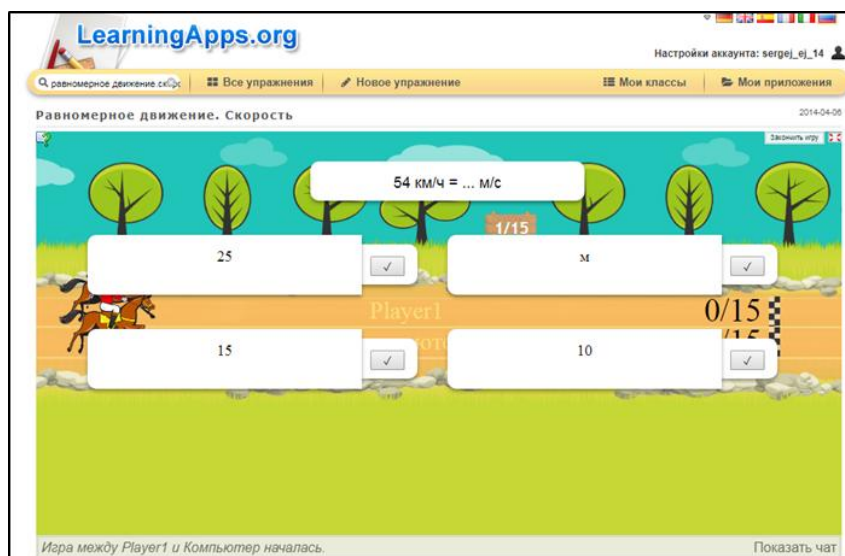 LearningApps.org
Настройки аккаунта: sergej_ej_14
равномерное движение.
Все упражнения
Новое упражнение
Мои классы
Мои приложения
Равномерное движение. Скорость
2014-04-06
Закончить игру
54 км/ч = ... м/с
1/15
25
м
Player1
0/15
15
10
Игра между Player1 и Компьютер началась.
Показать чат